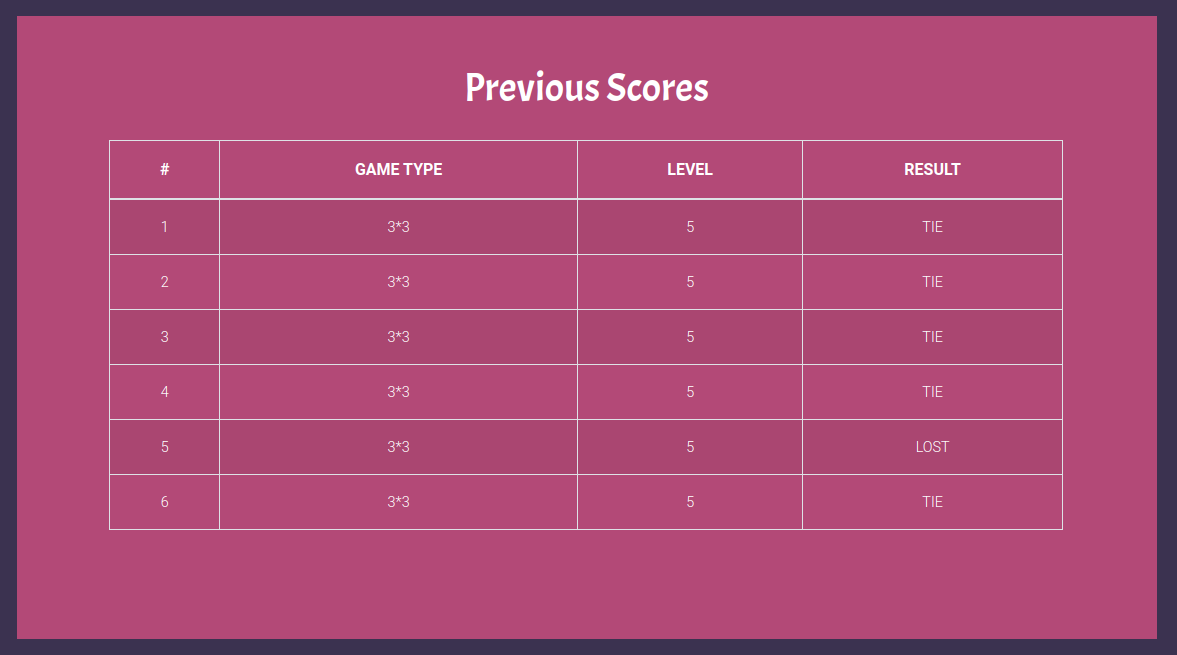 Previous Scores
# GAME TYPE LEVEL RESULT
1 3*3 5 TIE
2 3*3 5 TIE
3 3*3 5 TIE
4 3*3 5 TIE
5 3*3 5 LOST
6 3*3 5 TIE